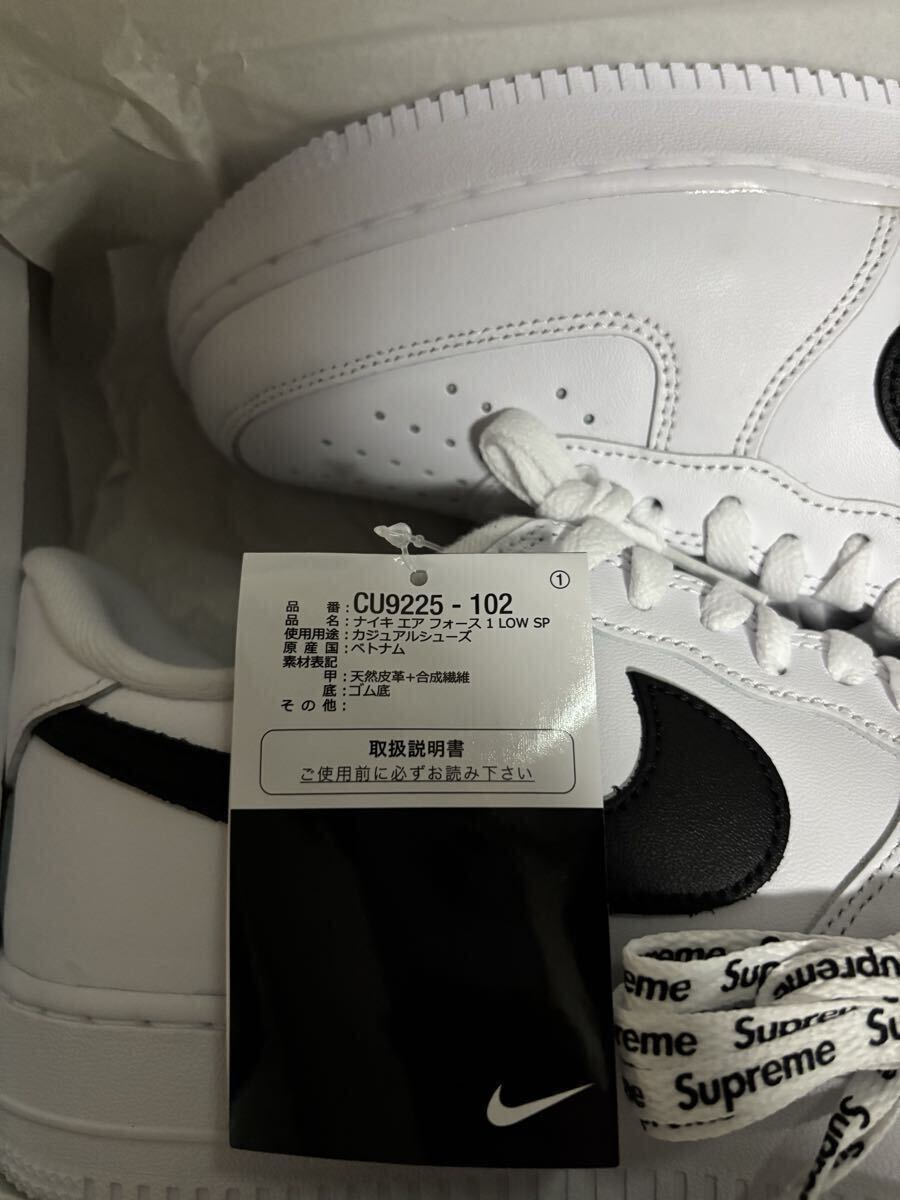 ①
品 番：CU9225 - 102
品 名：ナイキ エア フォース 1 LOW SP
使用用途：カジュアルシューズ
原 産 国：ベトナム
素材表記
甲：天然皮革+合成繊維
底：ゴム底
そ の 他：
取扱説明書
ご使用前に必ずお読み下さい
Supreme